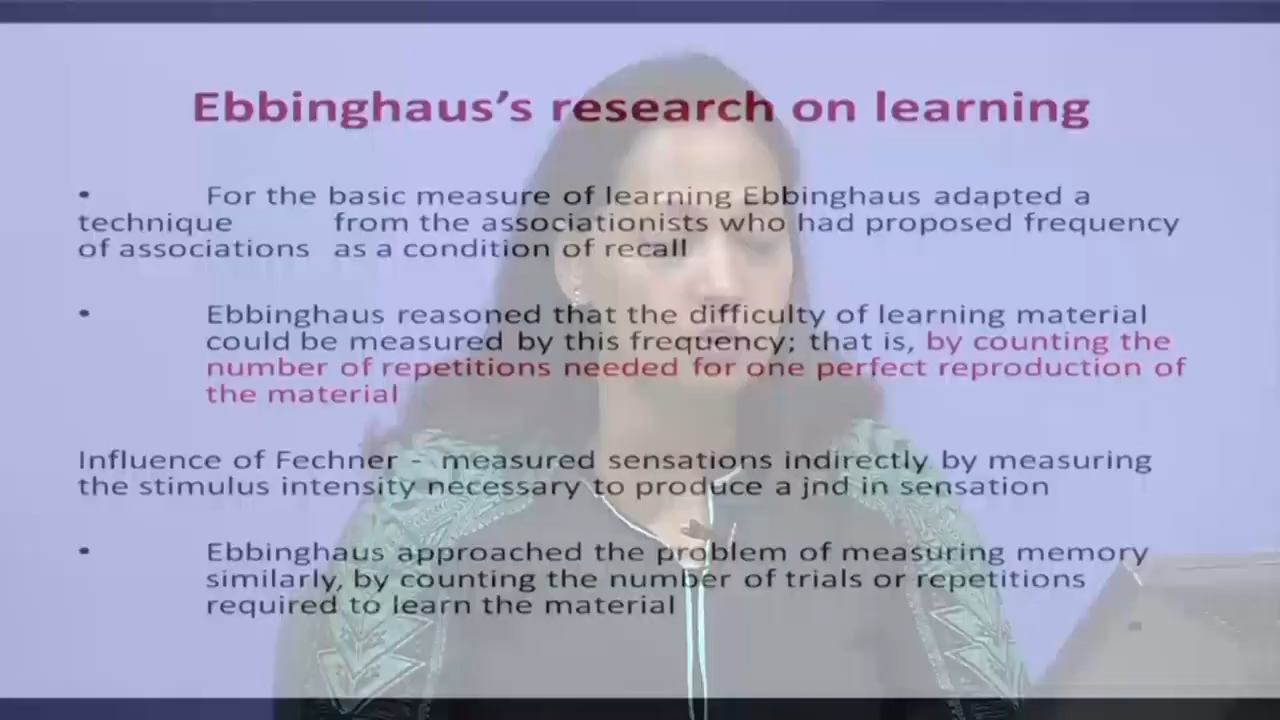 Ebbinghaus’s research on learning
• For the basic measure of learning Ebbinghaus adapted a
technique from the associationists who had proposed frequency
of associations as a condition of recall
• Ebbinghaus reasoned that the difficulty of learning material
could be measured by this frequency; that is, by counting the
number of repetitions needed for one perfect reproduction of
the material
Influence of Fechner - measured sensations indirectly by measuring
the stimulus intensity necessary to produce a jnd in sensation
• Ebbinghaus approached the problem of measuring memory
similarly, by counting the number of trials or repetitions
required to learn the material